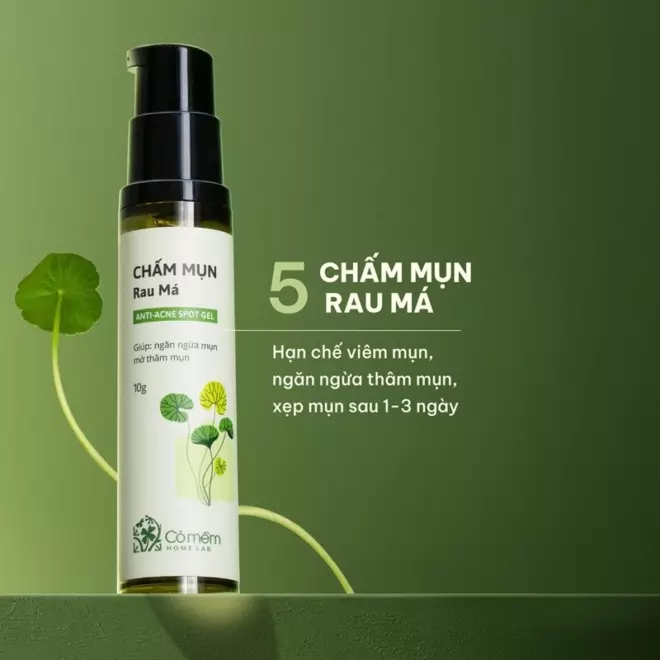 CHẤM MỤN
Rau Má
ANTI-ACNE SPOT GEL
Giúp: ngăn ngừa mụn
mờ thâm mụn
10g
Cỏ mềm
HOME LAB
5 CHẤM MỤN
RAU MÁ
Hạn chế viêm mụn,
ngăn ngừa thâm mụn,
xẹp mụn sau 1-3 ngày